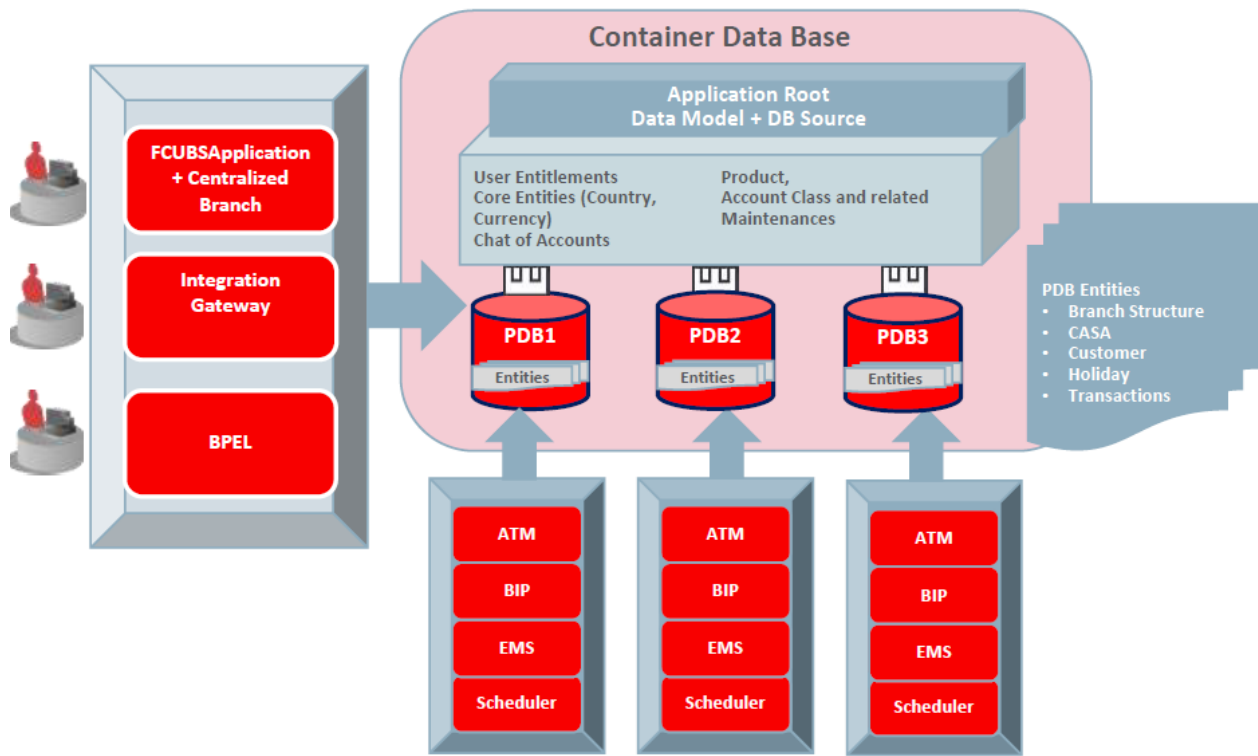 Container Data Base
Application Root
Data Model + DB Source
FCUBSApplication
+ Centralized
Branch
Integration
Gateway
BPEL
User Entitlements
Core Entities (Country,
Currency)
Chat of Accounts
Product,
Account Class and related
Maintenances
PDB1
Entities
PDB2
Entities
PDB3
Entities
PDB Entities
• Branch Structure
• CASA
• Customer
• Holiday
• Transactions
ATM
BIP
EMS
Scheduler
ATM
BIP
EMS
Scheduler
ATM
BIP
EMS
Scheduler